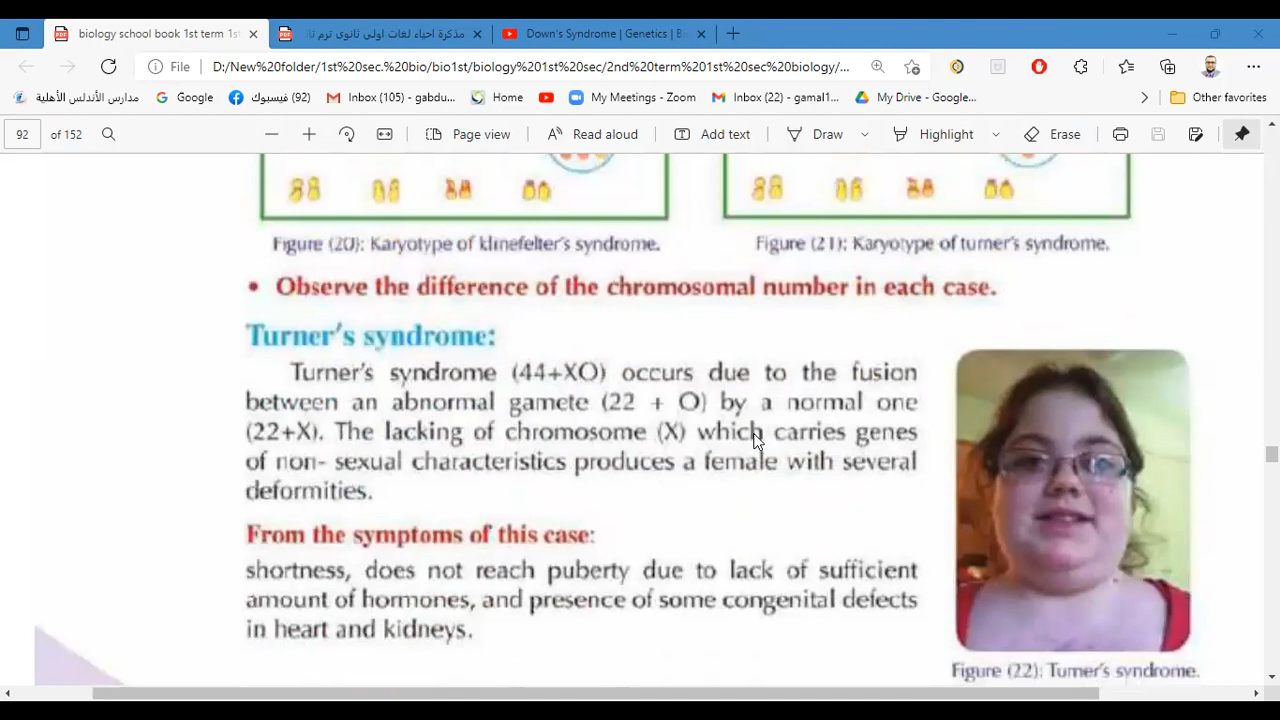 biology school book 1st term 1st
مذكرة احياء لغات اولى ثانوى ترم تا
Down's Syndrome | Genetics | Bi
File
D:/New%20folder/1st%20sec.%20bio/bio1st/biology%201st%20sec/2nd%20term%201st%20sec%20biology/...
مدارس الأندلس الأهلية
Google
فيسبوك (92)
Inbox (105) - gabdu...
Home
My Meetings - Zoom
Inbox (22) - gamal1...
My Drive - Google...
Other favorites
92 of 152
Page view
Read aloud
Add text
Draw
Highlight
Erase
Figure (20): Karyotype of klinefelter's syndrome.
Figure (21): Karyotype of turner's syndrome.
• Observe the difference of the chromosomal number in each case.
Turner's syndrome:
Turner's syndrome (44+XO) occurs due to the fusion
between an abnormal gamete (22 + O) by a normal one
(22+X). The lacking of chromosome (X) which carries genes
of non- sexual characteristics produces a female with several
deformities.
From the symptoms of this case:
shortness, does not reach puberty due to lack of sufficient
amount of hormones, and presence of some congenital defects
in heart and kidneys.
Figure (22): Turner's syndrome.